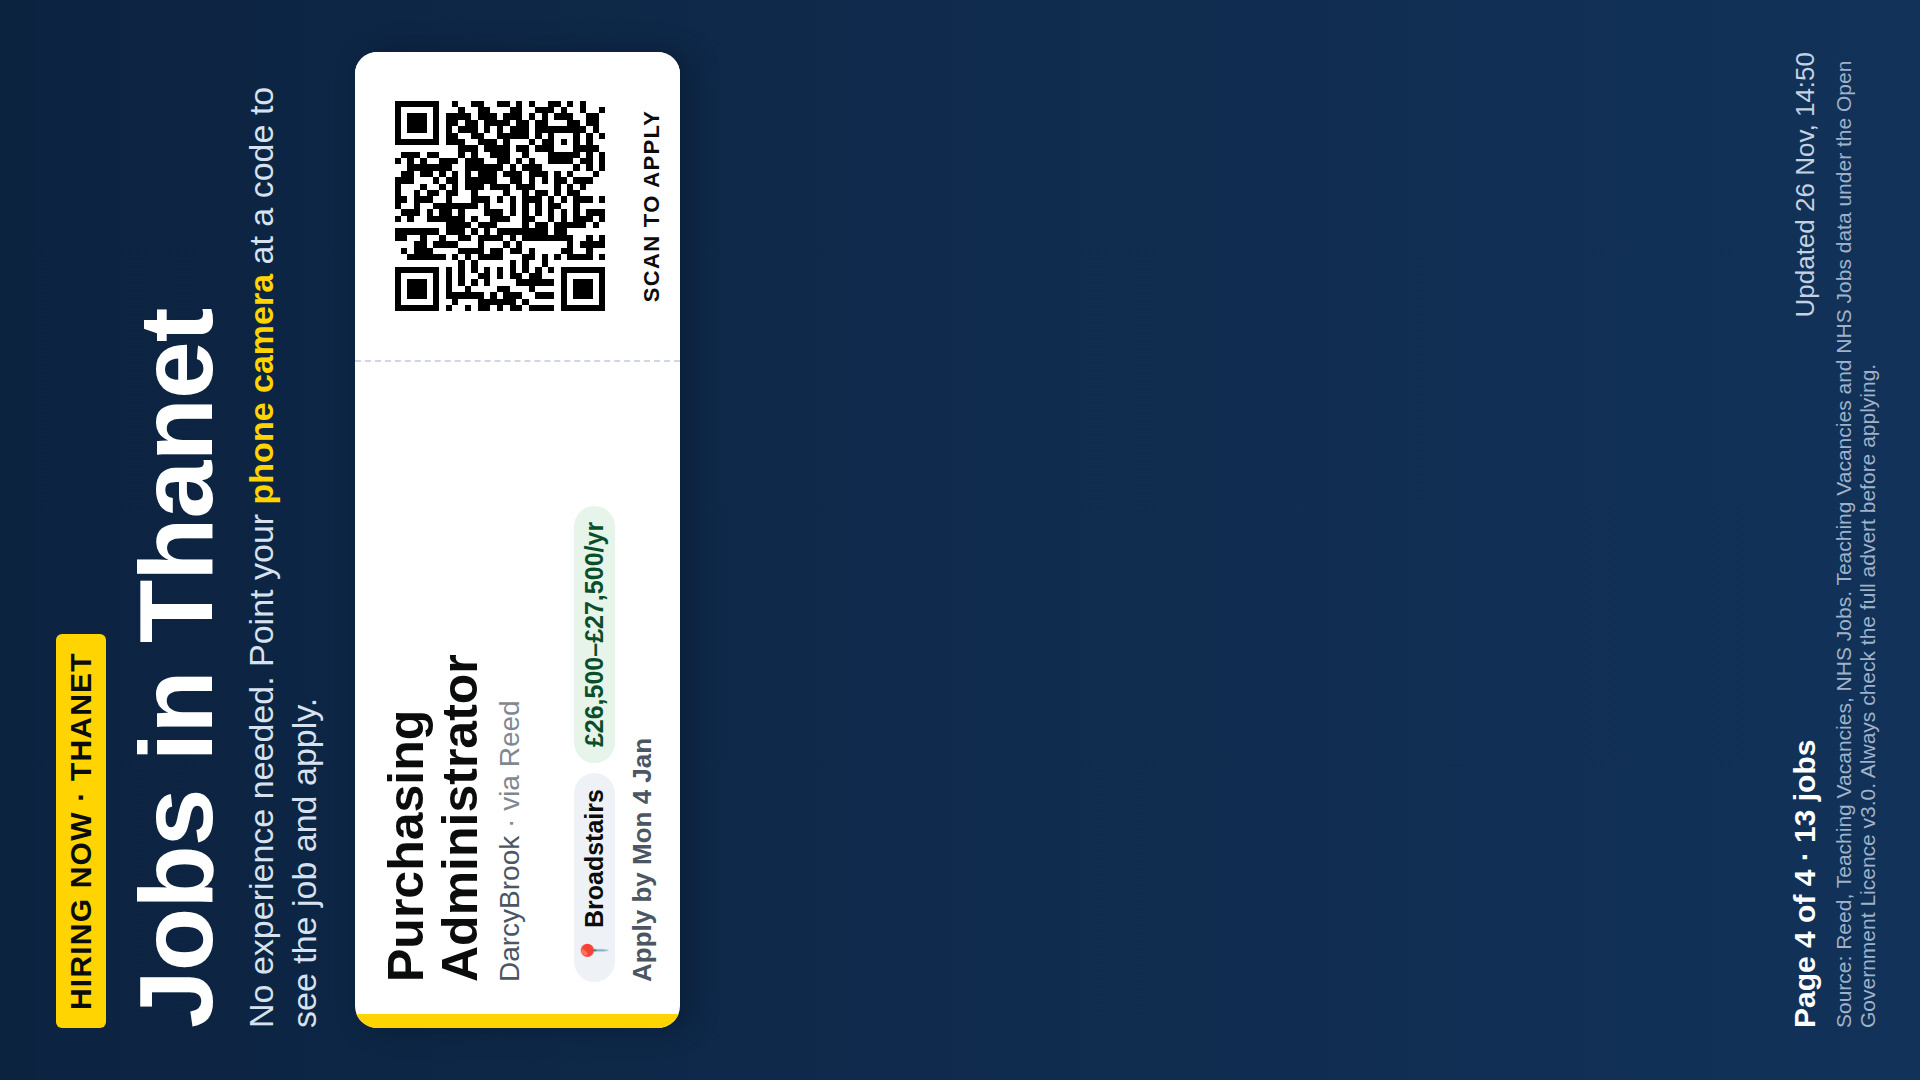 HIRING NOW · THANET
Jobs in Thanet
No experience needed. Point your phone camera at a code to
see the job and apply.
Purchasing
Administrator
DarcyBrook · via Reed
📍 Broadstairs £26,500–£27,500/yr
Apply by Mon 4 Jan
SCAN TO APPLY
Page 4 of 4 · 13 jobs
Updated 26 Nov, 14:50
Source: Reed, Teaching Vacancies, NHS Jobs. Teaching Vacancies and NHS Jobs data under the Open
Government Licence v3.0. Always check the full advert before applying.